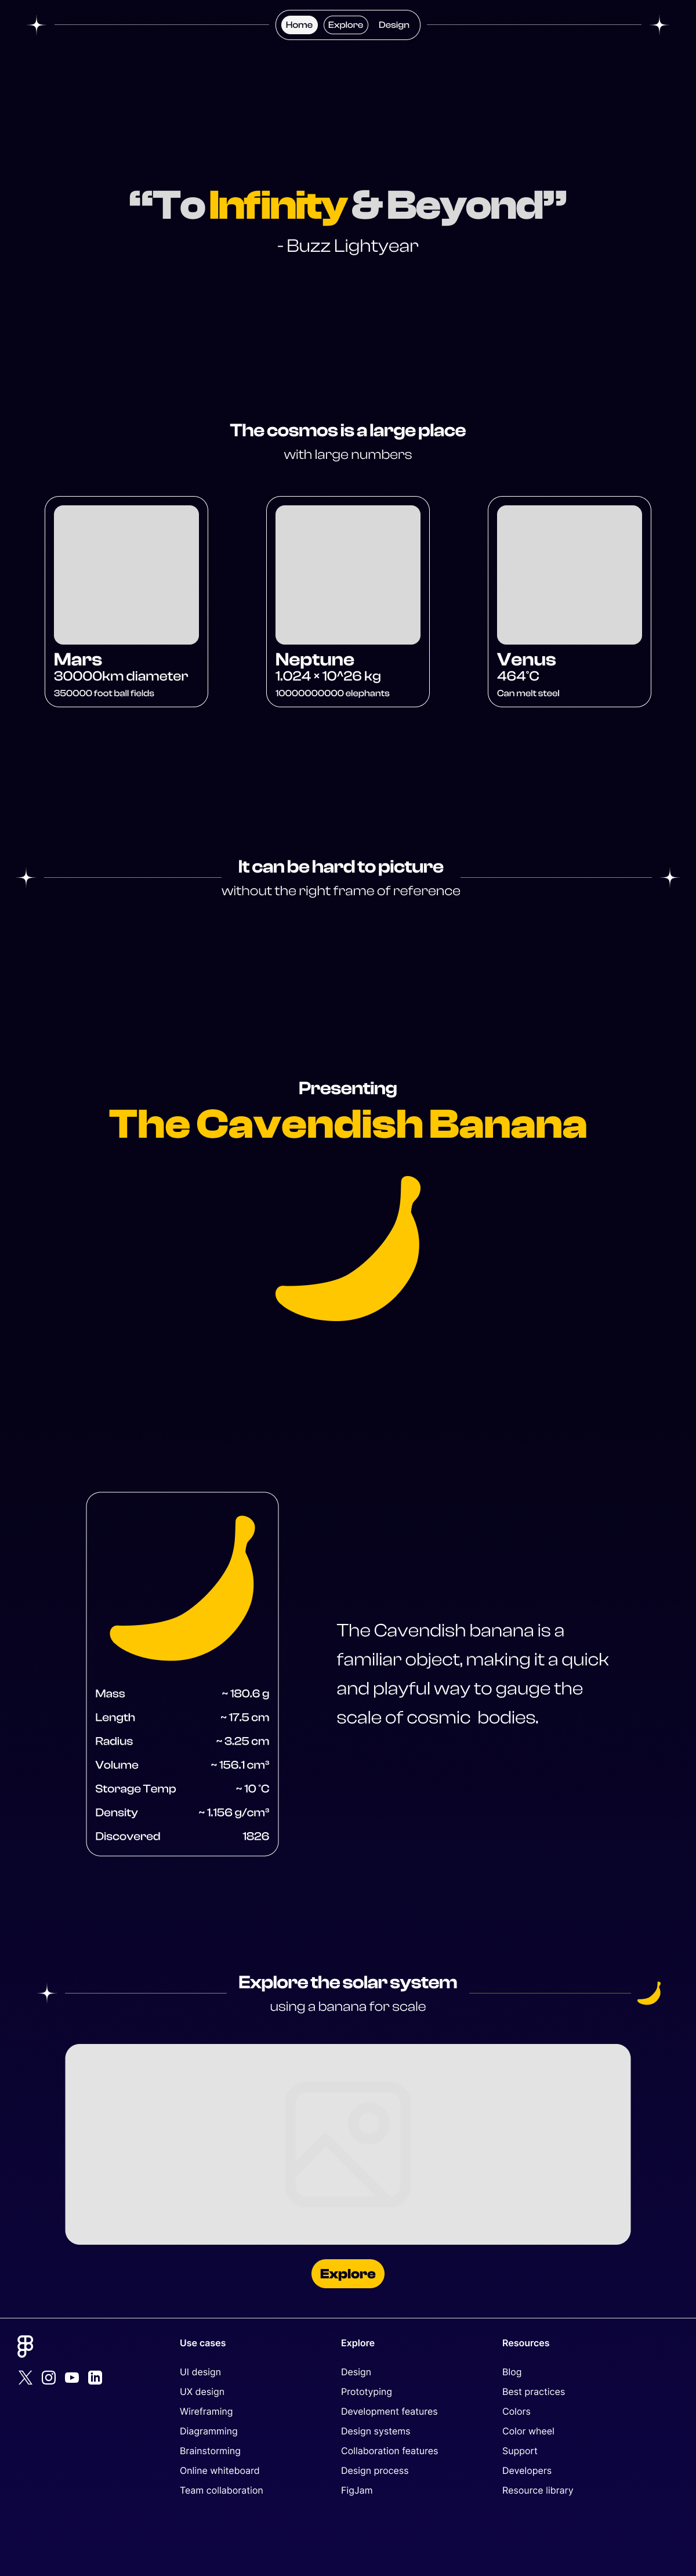 Home Explore Design
“To Infinity & Beyond”
- Buzz Lightyear
The cosmos is a large place
with large numbers
Mars
30000km diameter
350000 foot ball fields
Neptune
1.024 × 10^26 kg
10000000000 elephants
Venus
464°C
Can melt steel
It can be hard to picture
without the right frame of reference
Presenting
The Cavendish Banana
Mass ~ 180.6 g
Length ~ 17.5 cm
Radius ~ 3.25 cm
Volume ~ 156.1 cm³
Storage Temp ~ 10 °C
Density ~ 1.156 g/cm³
Discovered 1826
The Cavendish banana is a
familiar object, making it a quick
and playful way to gauge the
scale of cosmic bodies.
Explore the solar system
using a banana for scale
Explore
Use cases
UI design
UX design
Wireframing
Diagramming
Brainstorming
Online whiteboard
Team collaboration
Explore
Design
Prototyping
Development features
Design systems
Collaboration features
Design process
FigJam
Resources
Blog
Best practices
Colors
Color wheel
Support
Developers
Resource library